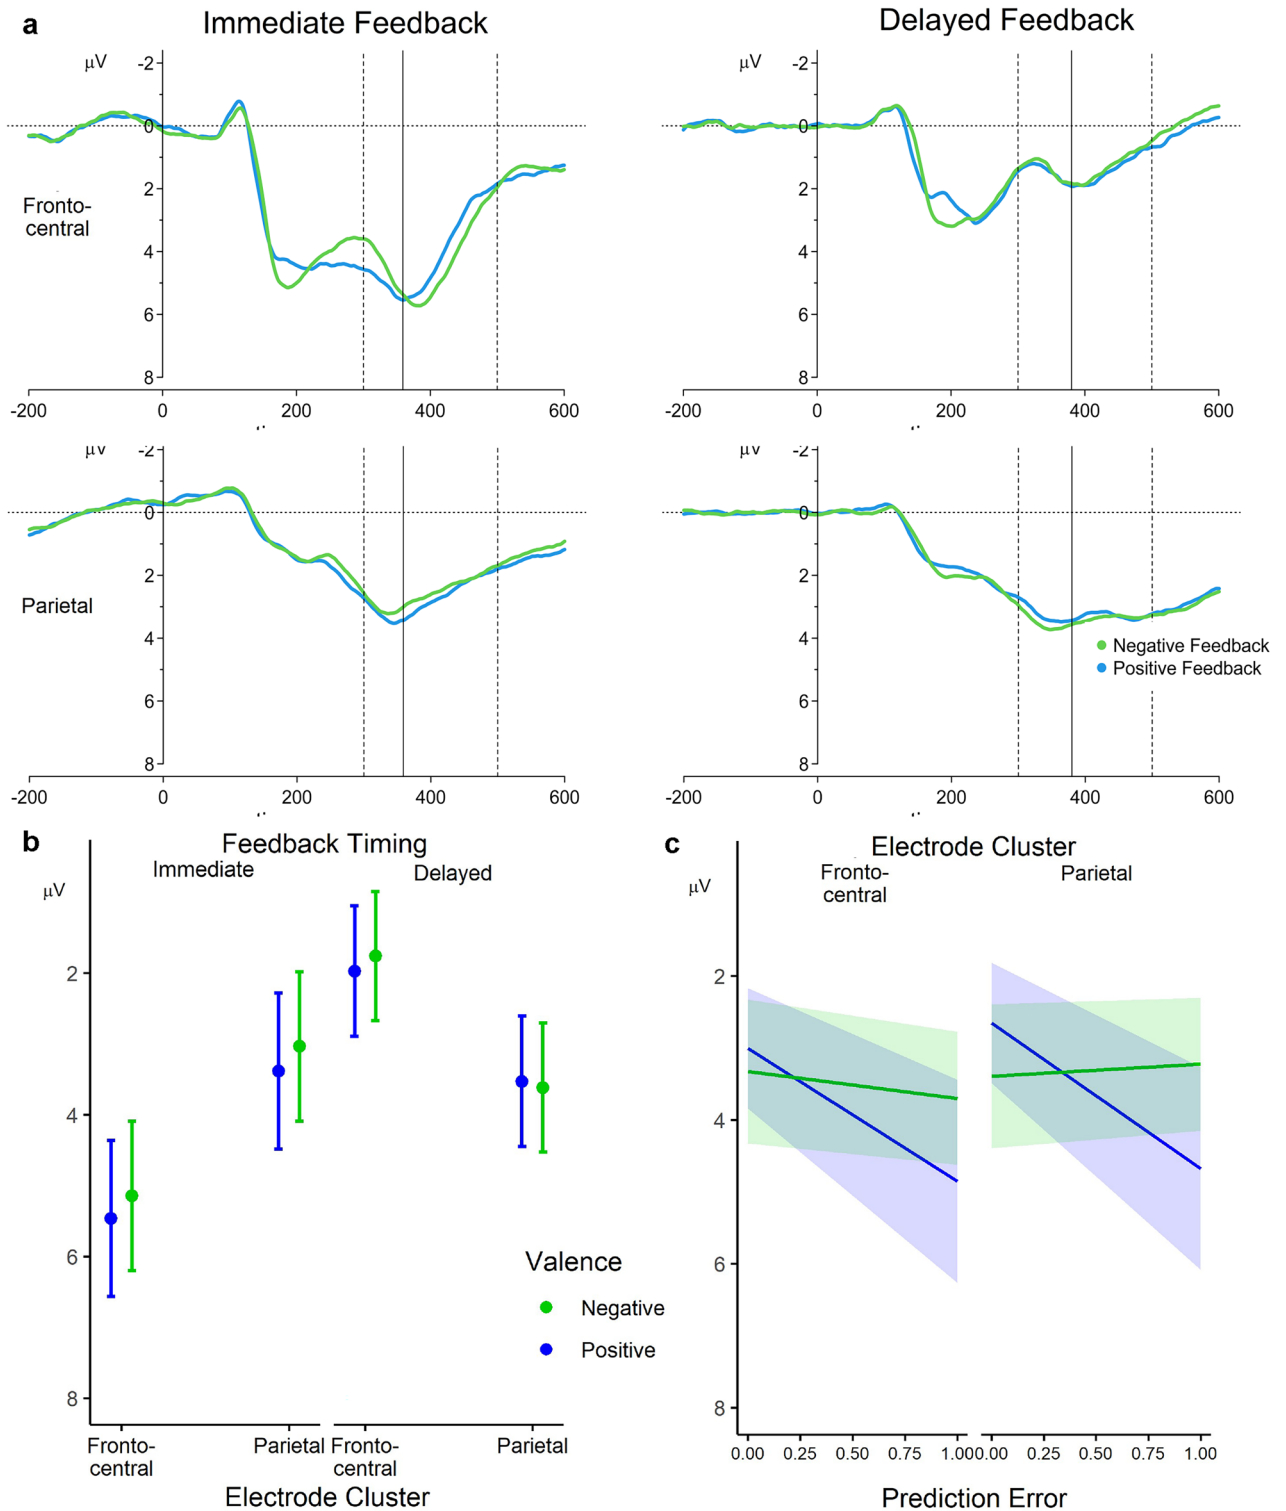 a
Immediate Feedback
Delayed Feedback
μV
-2
0
2
4
6
8
μV
-2
0
2
4
6
8
Fronto-
central
-200 0 200 400 600
-200 0 200 400 600
μV
-2
0
2
4
6
8
μV
-2
0
2
4
6
8
Parietal
Negative Feedback
Positive Feedback
-200 0 200 400 600
-200 0 200 400 600
b
Feedback Timing
Immediate
Delayed
μV
2
4
6
8
Valence
Negative
Positive
Fronto-
central
Parietal
Fronto-
central
Parietal
Electrode Cluster
c
Electrode Cluster
Fronto-
central
Parietal
μV
2
4
6
8
0.00 0.25 0.50 0.75 1.00
0.00 0.25 0.50 0.75 1.00
Prediction Error